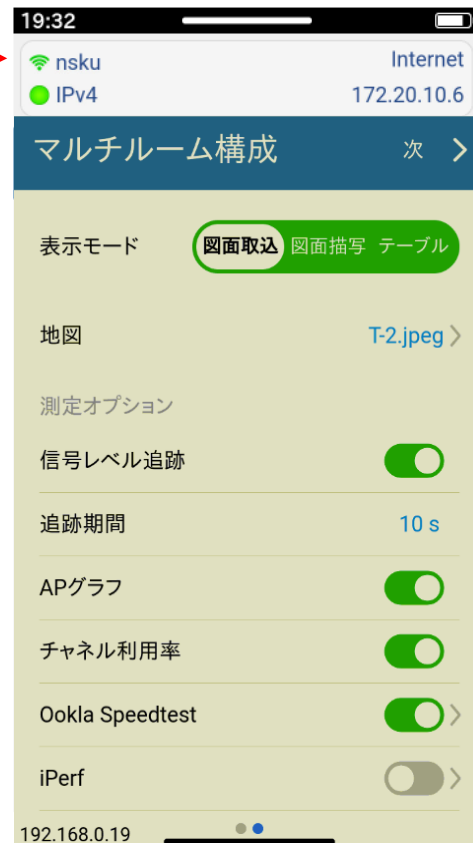 19:32
nsku Internet
IPv4 172.20.10.6
マルチルーム構成 次
表示モード 図面取込 図面描写 テーブル
地図 T-2.jpeg
測定オプション
信号レベル追跡
追跡期間 10 s
APグラフ
チャネル利用率
Ookla Speedtest
iPerf
192.168.0.19